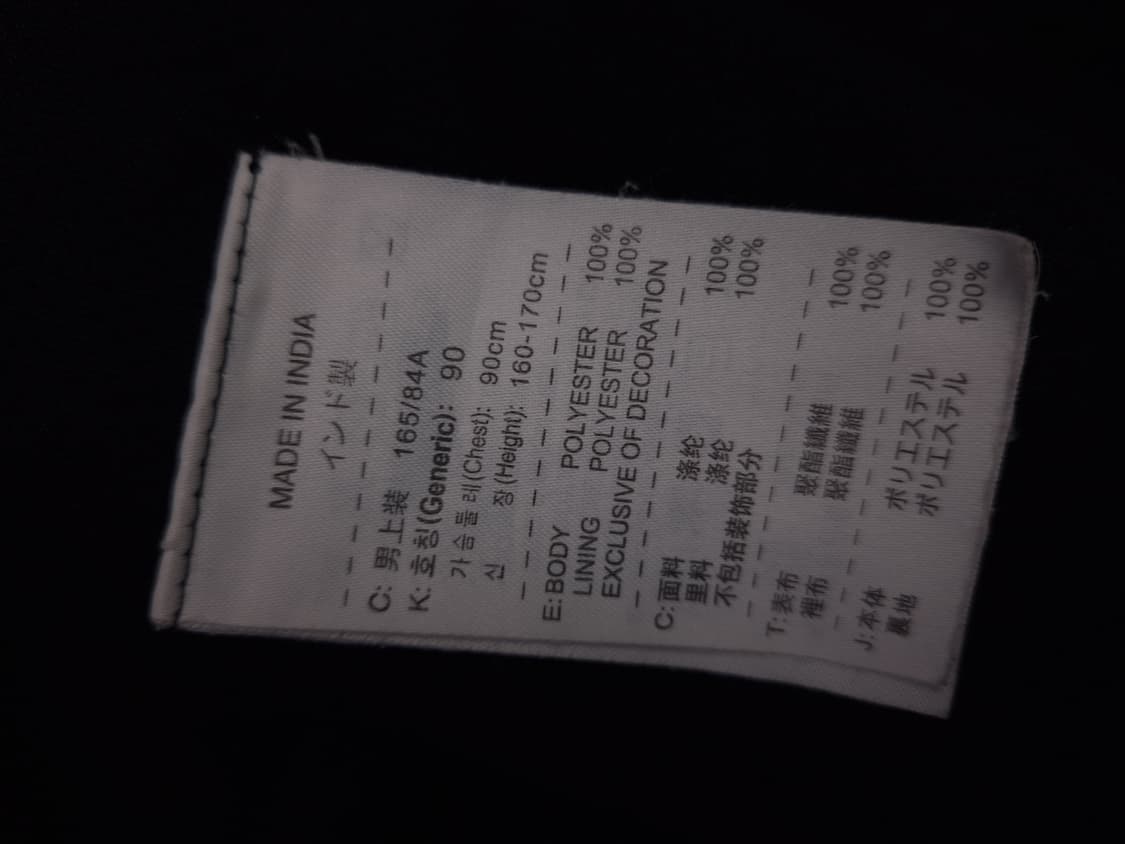 MADE IN INDIA
インド製
C: 男上装 165/84A
K: 호칭(Generic): 90
가슴둘레(Chest): 90cm
신 장(Height): 160-170cm
E: BODY POLYESTER 100%
LINING POLYESTER 100%
EXCLUSIVE OF DECORATION
C: 面料 涤纶 100%
里料 涤纶 100%
不包括装饰部分
T: 表布 聚酯纖維 100%
裡布 聚酯纖維 100%
J: 本体 ポリエステル 100%
裏地 ポリエステル 100%